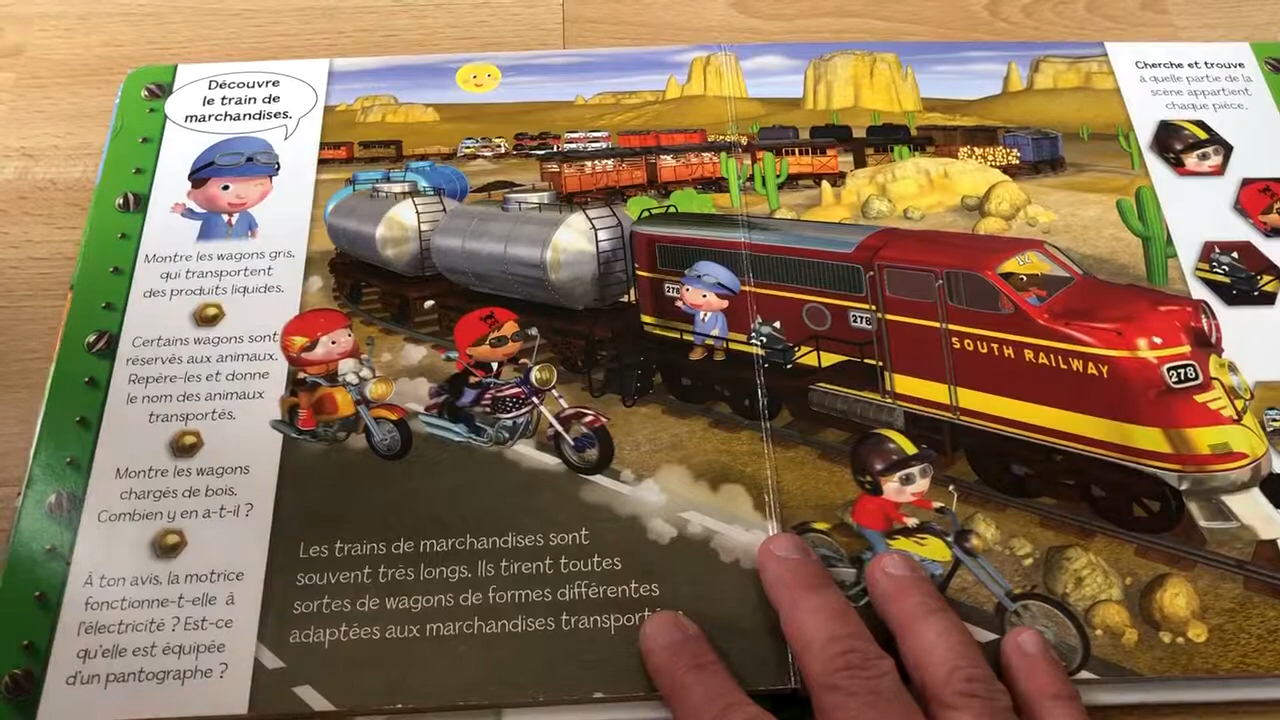 Découvre
le train de
marchandises.
Montre les wagons gris,
qui transportent
des produits liquides.
Certains wagons sont
réservés aux animaux.
Repère-les et donne
le nom des animaux
transportés.
Montre les wagons
chargés de bois.
Combien y en a-t-il ?
À ton avis, la motrice
fonctionne-t-elle à
l'électricité ? Est-ce
qu'elle est équipée
d'un pantographe ?
Les trains de marchandises sont
souvent très longs. Ils tirent toutes
sortes de wagons de formes différentes
adaptées aux marchandises
278
278
SOUTH RAILWAY
278
Cherche et trouve
à quelle partie de la
scène appartient
chaque pièce.